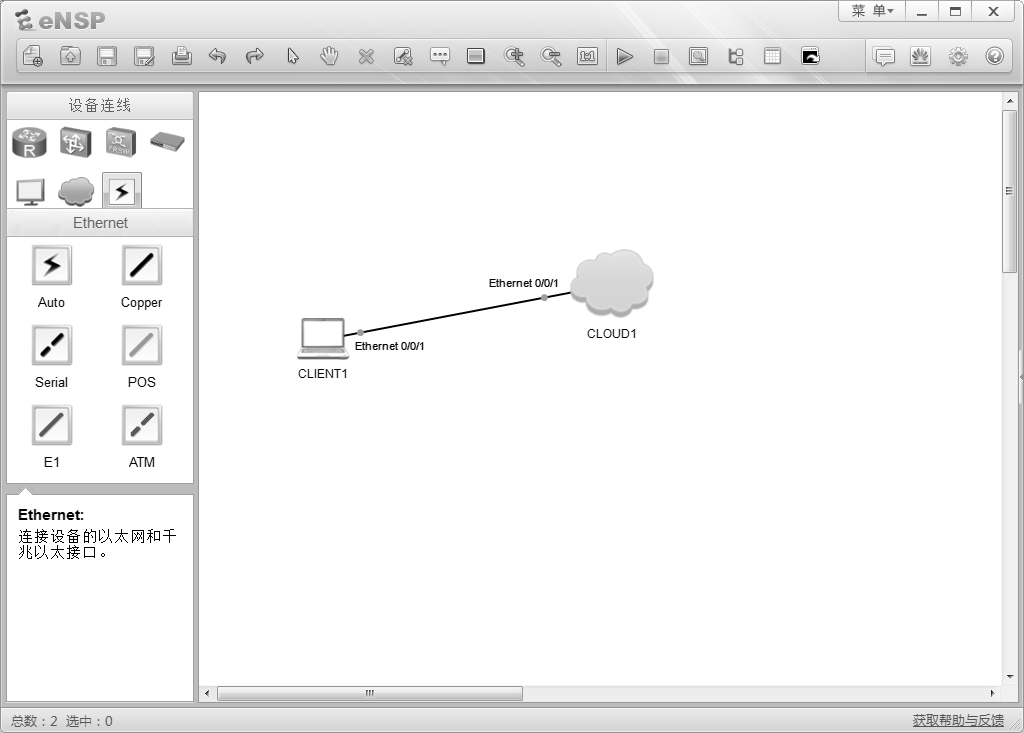 eNSP
菜 单
1:1
设备连线
R
Ethernet
Auto
Copper
Serial
POS
E1
ATM
Ethernet:
连接设备的以太网和千
兆以太接口。
Ethernet 0/0/1
CLOUD1
Ethernet 0/0/1
CLIENT1
总数：2 选中：0
获取帮助与反馈